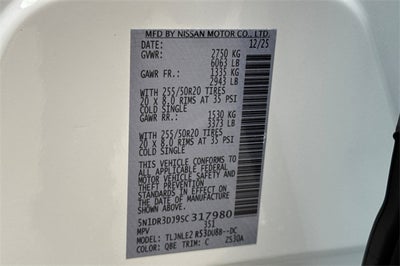 MFD BY NISSAN MOTOR CO., LTD.
DATE: 12/25
GVWR: 2750 KG
6063 LB
GAWR FR.: 1335 KG
2943 LB
WITH 255/50R20 TIRES
20 X 8.0 RIMS AT 35 PSI
COLD SINGLE
GAWR RR.: 1530 KG
3373 LB
WITH 255/50R20 TIRES
20 X 8.0 RIMS AT 35 PSI
COLD SINGLE
THIS VEHICLE CONFORMS TO
ALL APPLICABLE FEDERAL
MOTOR VEHICLE SAFETY AND
THEFT PREVENTION STANDARDS
IN EFFECT ON THE DATE OF
MANUFACTURE SHOWN ABOVE.
5N1DR3DJ9SC317980
MPV 351
MODEL: TLJNLE2 R53DUBB--DC
COLOR: QBE TRIM: C ZS30A